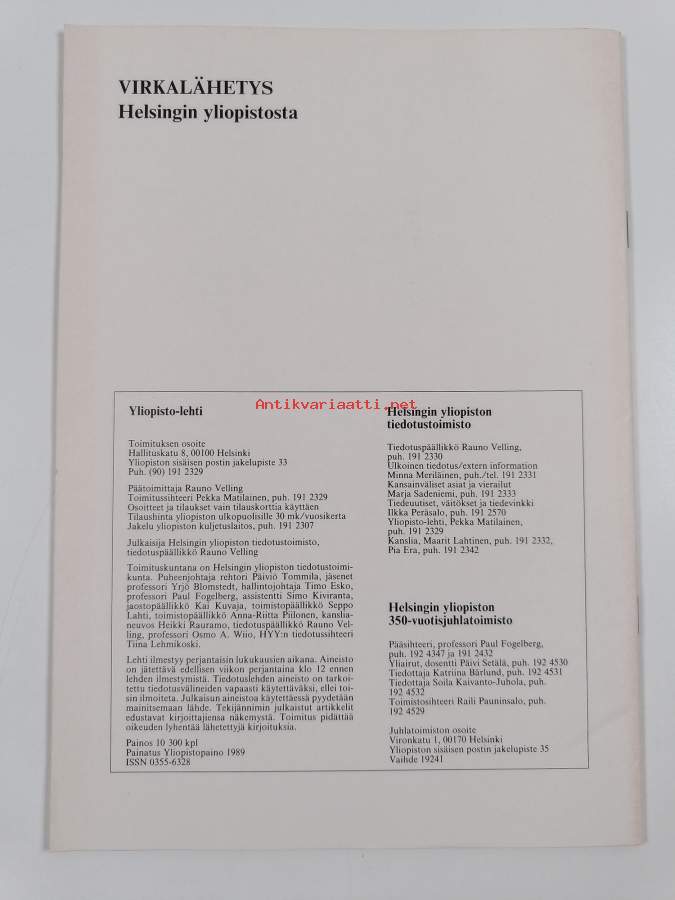 VIRKALÄHETYS
Helsingin yliopistosta
Antikvariaatti.net
Yliopisto-lehti
Toimituksen osoite
Hallituskatu 8, 00100 Helsinki
Yliopiston sisäisen postin jakelupiste 33
Puh. (90) 191 2329
Päätoimittaja Rauno Velling
Toimitussihteeri Pekka Matilainen, puh. 191 2329
Osoitteet ja tilaukset vain tilauskorttia käyttäen
Tilaushinta yliopiston ulkopuolisille 30 mk/vuosikerta
Jakelu yliopiston kuljetuslaitos, puh. 191 2307
Julkaisija Helsingin yliopiston tiedotustoimisto,
tiedotuspäällikkö Rauno Velling
Toimituskuntana on Helsingin yliopiston tiedotustoimi-
kunta. Puheenjohtaja rehtori Päiviö Tommila, jäsenet
professori Yrjö Blomstedt, hallintojohtaja Timo Esko,
professori Paul Fogelberg, assistentti Simo Kiviranta,
jaostopäällikkö Kai Kuvaja, toimistopäällikkö Seppo
Lahti, toimistopäällikkö Anna-Riitta Piilonen, kanslia-
neuvos Heikki Rauramo, tiedotuspäällikkö Rauno Vel-
ling, professori Osmo A. Wiio, HYY:n tiedotussihteeri
Tiina Lehmikoski.
Lehti ilmestyy perjantaisin lukukausien aikana. Aineisto
on jätettävä edellisen viikon perjantaina klo 12 ennen
lehden ilmestymistä. Tiedotuslehden aineisto on tarkoi-
tettu tiedotusvälineiden vapaasti käytettäväksi, ellei toi-
sin ilmoiteta. Julkaisun aineistoa käytettäessä pyydetään
mainitsemaan lähde. Tekijännimin julkaistut artikkelit
edustavat kirjoittajiensa näkemystä. Toimitus pidättää
oikeuden lyhentää lähetettyjä kirjoituksia.
Painos 10 300 kpl
Painatus Yliopistopaino 1989
ISSN 0355-6328
Helsingin yliopiston
tiedotustoimisto
Tiedotuspäällikkö Rauno Velling,
puh. 191 2330
Ulkoinen tiedotus/extern information
Minna Meriläinen, puh./tel. 191 2331
Kansainväliset asiat ja vierailut
Marja Sadeniemi, puh. 191 2333
Tiedeuutiset, väitökset ja tiedevinkki
Ilkka Peräsalo, puh. 191 2570
Yliopisto-lehti, Pekka Matilainen,
puh. 191 2329
Kanslia, Maarit Lahtinen, puh. 191 2332,
Pia Era, puh. 191 2342
Helsingin yliopiston
350-vuotisjuhlatoimisto
Pääsihteeri, professori Paul Fogelberg,
puh. 192 4347 ja 191 2432
Yliairut, dosentti Päivi Setälä, puh. 192 4530
Tiedottaja Katriina Bärlund, puh. 192 4531
Tiedottaja Soila Kaivanto-Juhola, puh.
192 4532
Toimistosihteeri Raili Pauninsalo, puh.
192 4529
Juhlatoimiston osoite
Vironkatu 1, 00170 Helsinki
Yliopiston sisäisen postin jakelupiste 35
Vaihde 19241